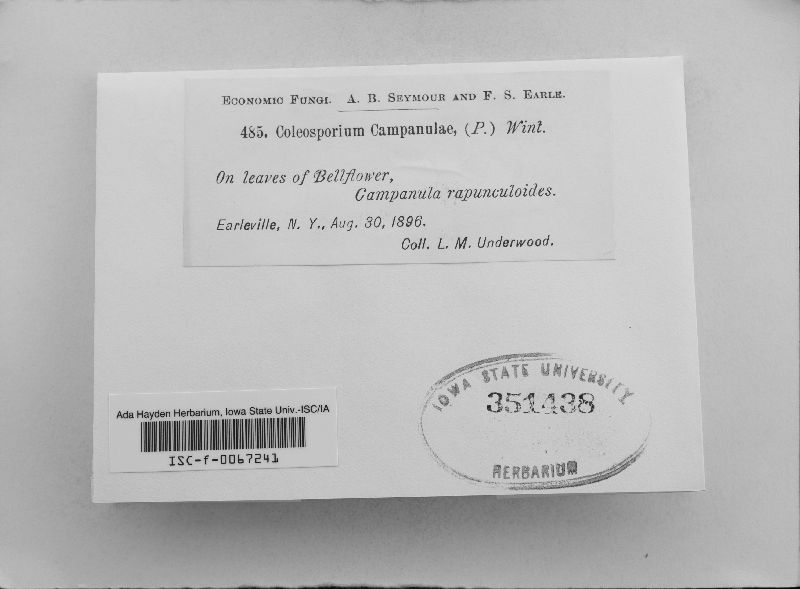 Economic Fungi. A. B. Seymour and F. S. Earle.
485. Coleosporium Campanulae, (P.) Wint.
On leaves of Bellflower,
Campanula rapunculoides.
Earleville, N. Y., Aug. 30, 1896.
Coll. L. M. Underwood.
Ada Hayden Herbarium, Iowa State Univ.-ISC/IA
ISC-f-0067241
IOWA STATE UNIVERSITY
351438
HERBARIUM